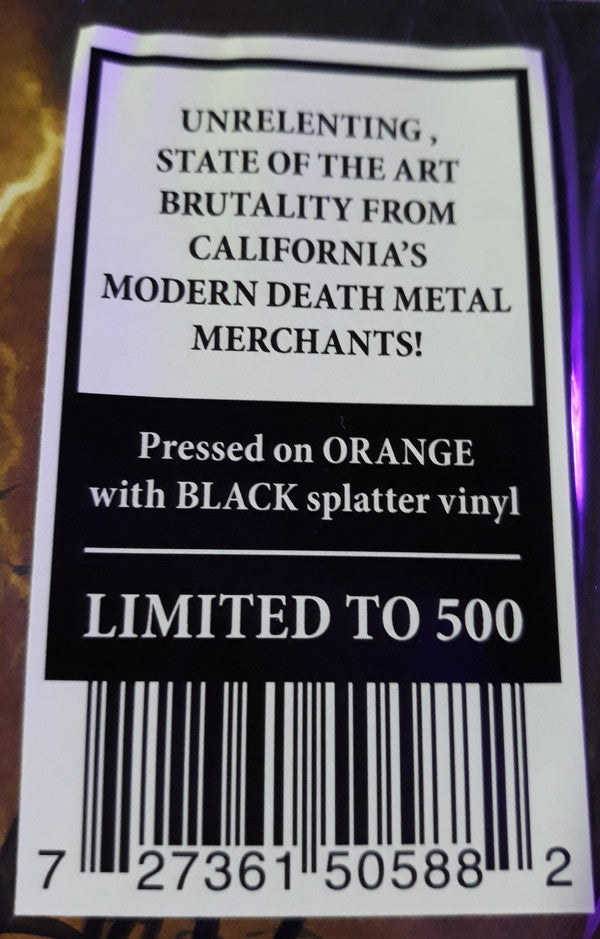 UNRELENTING ,
STATE OF THE ART
BRUTALITY FROM
CALIFORNIA'S
MODERN DEATH METAL
MERCHANTS!
Pressed on ORANGE
with BLACK splatter vinyl
LIMITED TO 500
7 27361 50588 2